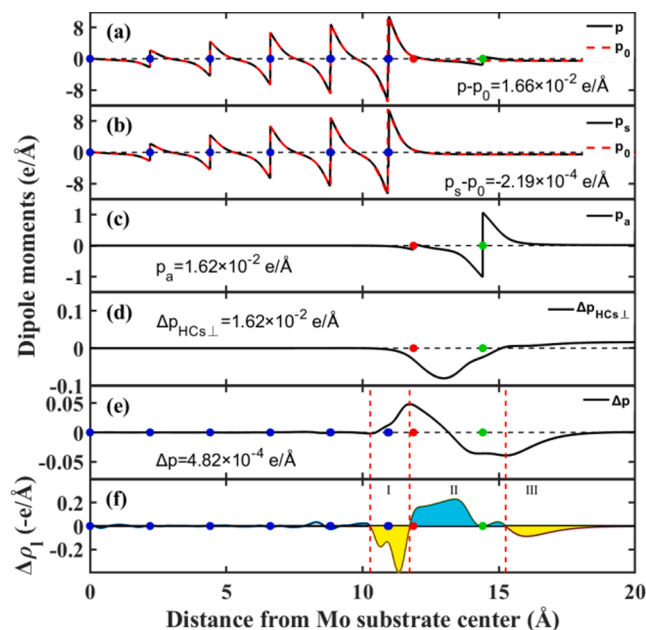 Dipole moments (e/Å)
8
0
-8
(a)
p
p₀
p-p₀=1.66×10⁻² e/Å
8
0
-8
(b)
pₛ
p₀
pₛ-p₀=-2.19×10⁻⁴ e/Å
1
0
-1
(c)
pₐ
pₐ=1.62×10⁻² e/Å
0.1
0
-0.1
(d)
Δp_HCs⊥=1.62×10⁻² e/Å
Δp_HCs⊥
0.05
0
-0.05
(e)
Δp
Δp=4.82×10⁻⁴ e/Å
Δρ₁ (-e/Å)
0.2
0
-0.2
(f)
I
II
III
0 5 10 15 20
Distance from Mo substrate center (Å)